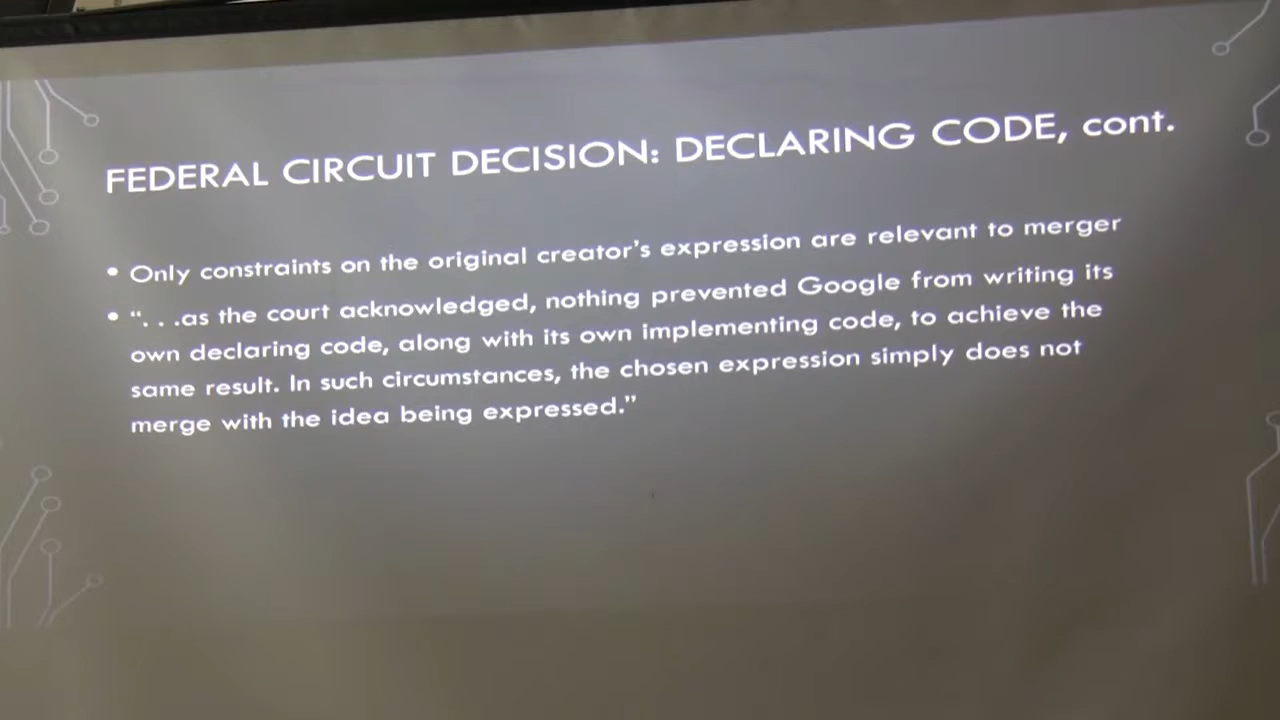 FEDERAL CIRCUIT DECISION: DECLARING CODE, cont.
• Only constraints on the original creator's expression are relevant to merger
• “. . .as the court acknowledged, nothing prevented Google from writing its
own declaring code, along with its own implementing code, to achieve the
same result. In such circumstances, the chosen expression simply does not
merge with the idea being expressed.”